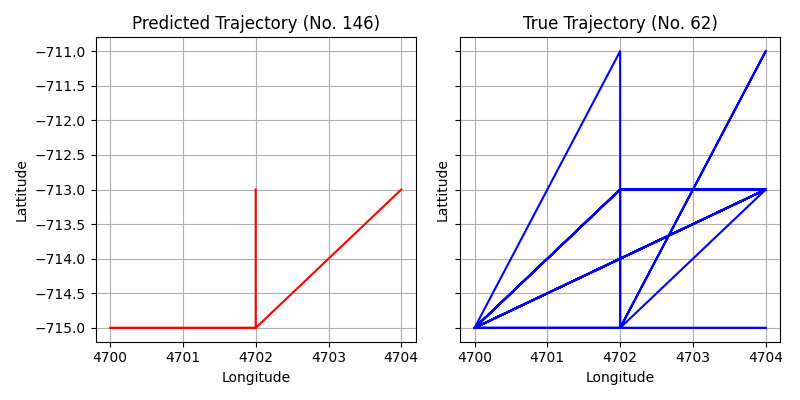 Predicted Trajectory (No. 146)
True Trajectory (No. 62)
Lattitude
−711.0
−711.5
−712.0
−712.5
−713.0
−713.5
−714.0
−714.5
−715.0
4700 4701 4702 4703 4704
Longitude
Lattitude
4700 4701 4702 4703 4704
Longitude